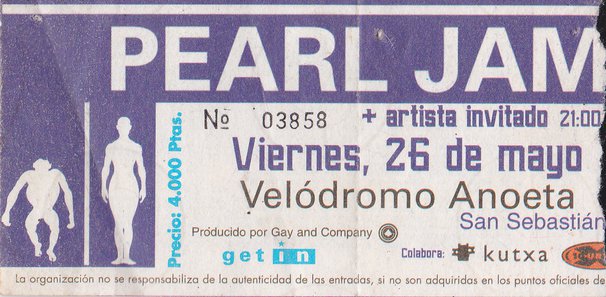 PEARL JAM
Nº 03858 + artista invitado 21:00
Precio: 4.000 Ptas.
Viernes, 26 de mayo
Velódromo Anoeta
San Sebastián
Producido por Gay and Company
get in
Colabora: kutxa
La organización no se responsabiliza de la autenticidad de las entradas, si no son adquiridas en los puntos oficiales de